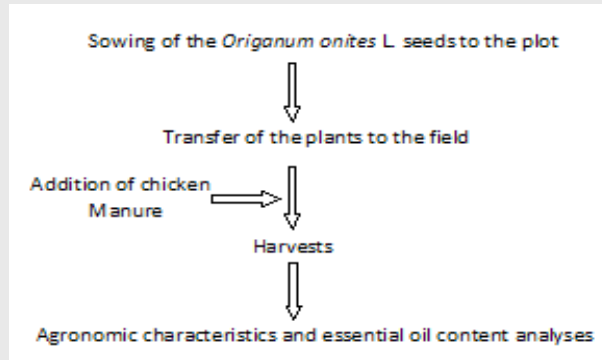 Sowing of the Origanum onites L. seeds to the plot
Transfer of the plants to the field
Addition of chicken
Manure
Harvests
Agronomic characteristics and essential oil content analyses